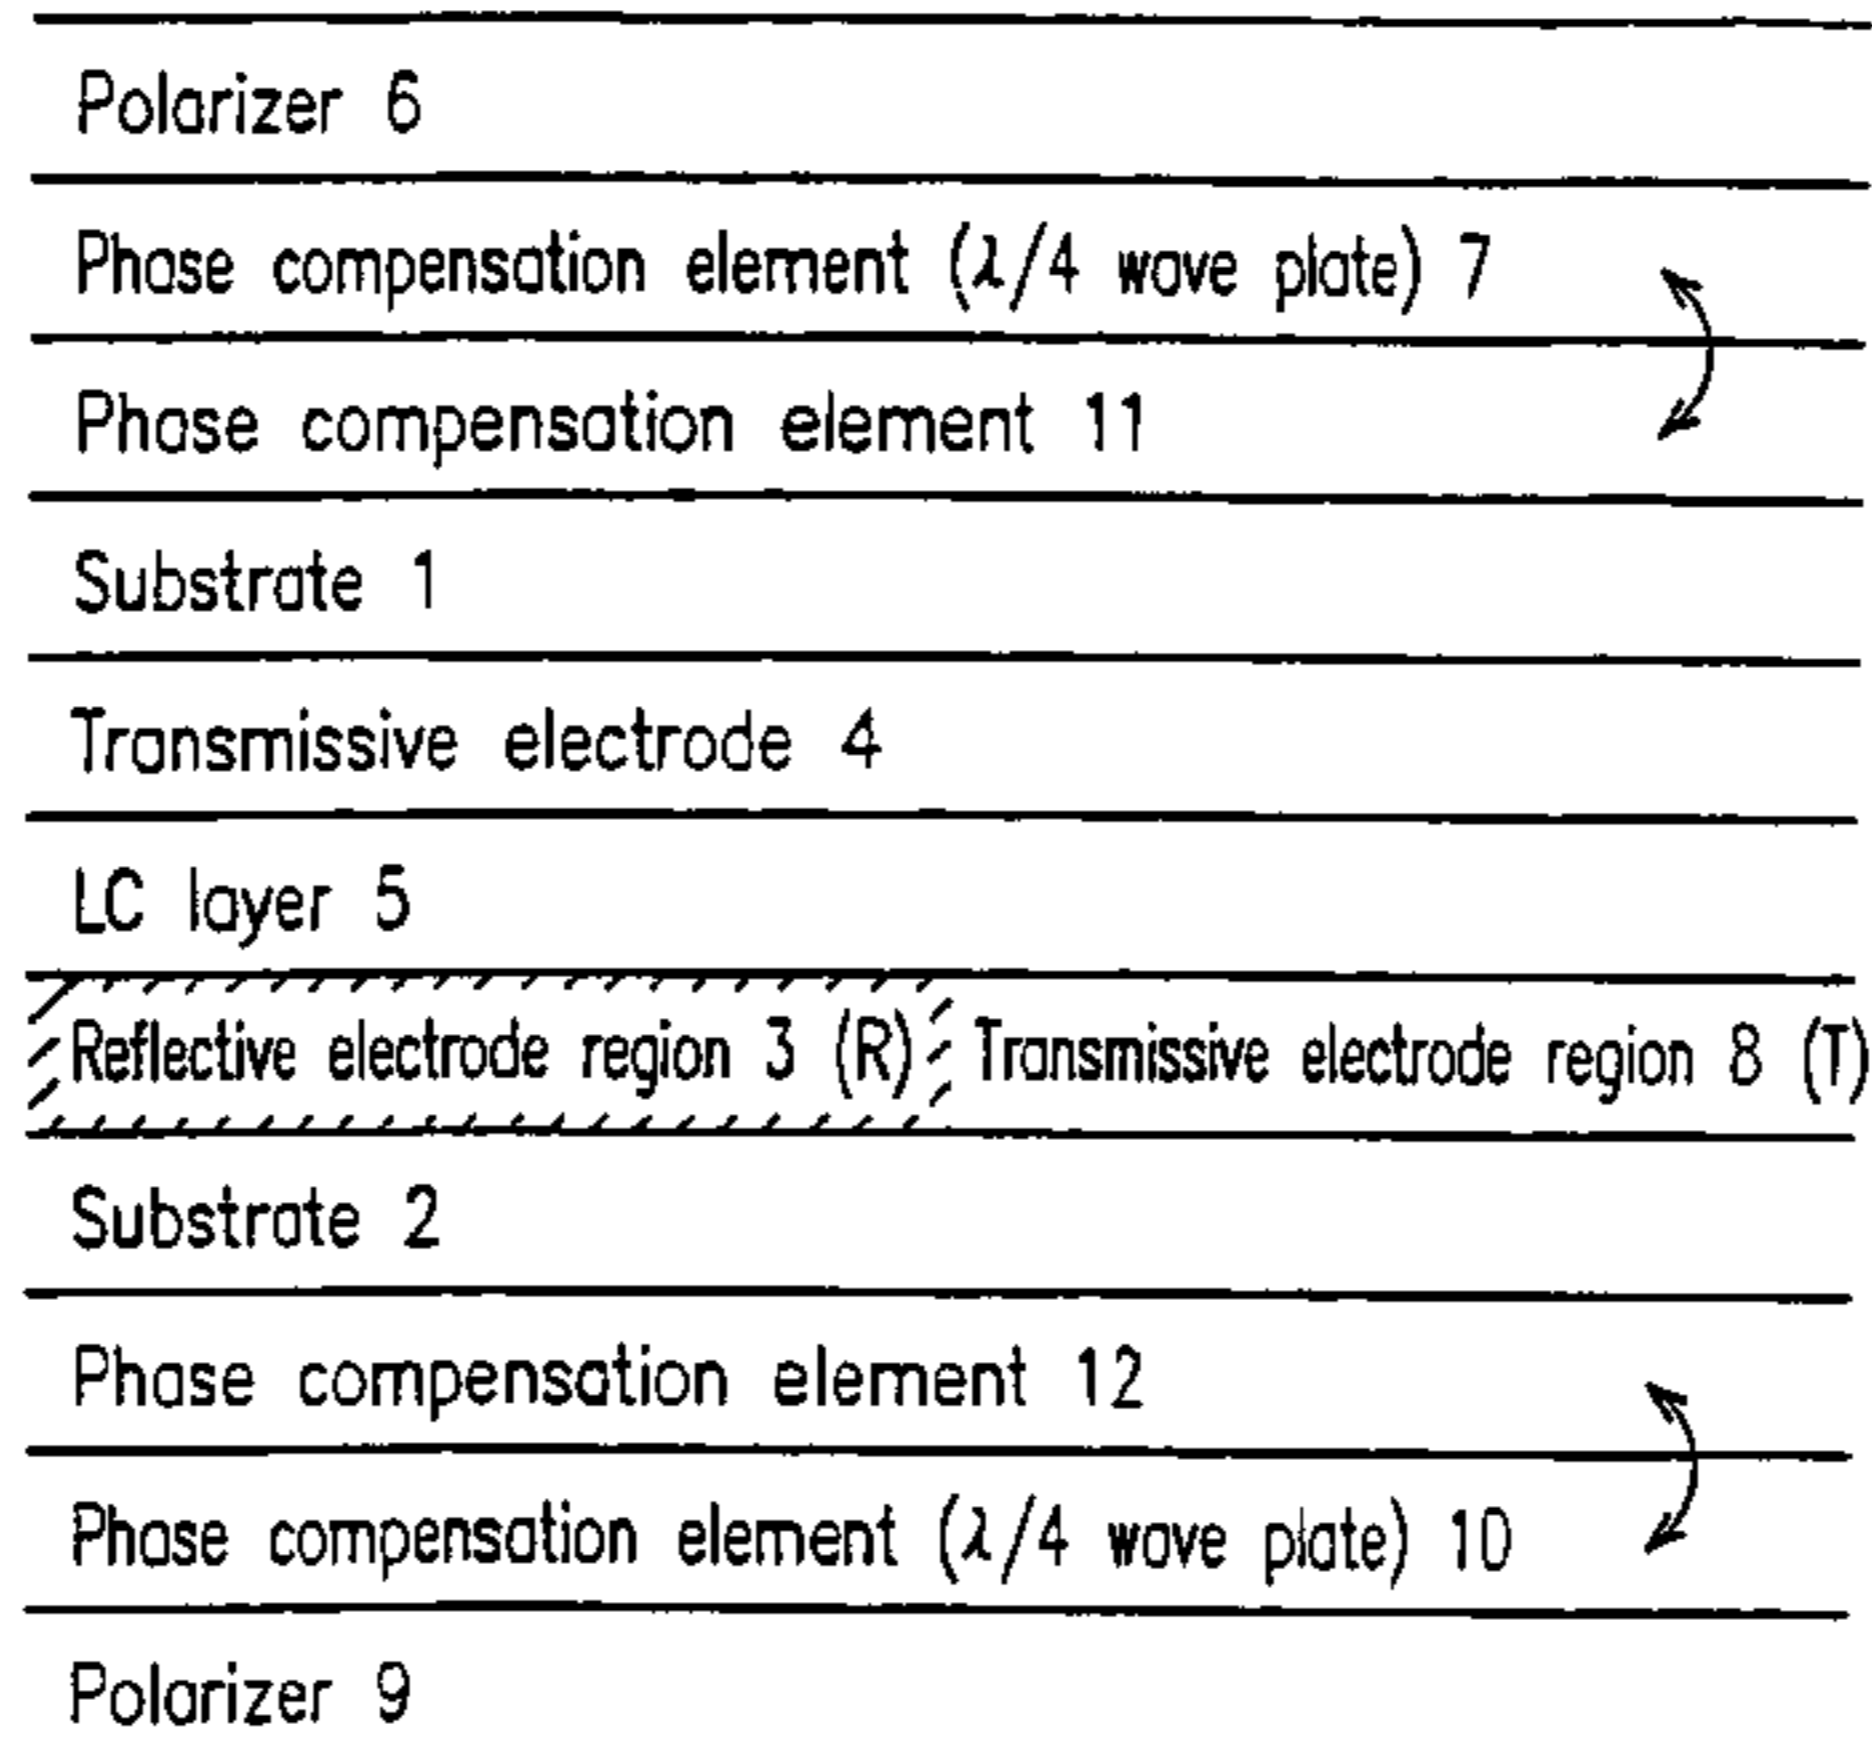 Polarizer 6
Phase compensation element (λ/4 wave plate) 7
Phase compensation element 11
Substrate 1
Transmissive electrode 4
LC layer 5
Reflective electrode region 3 (R) Transmissive electrode region 8 (T)
Substrate 2
Phase compensation element 12
Phase compensation element (λ/4 wave plate) 10
Polarizer 9